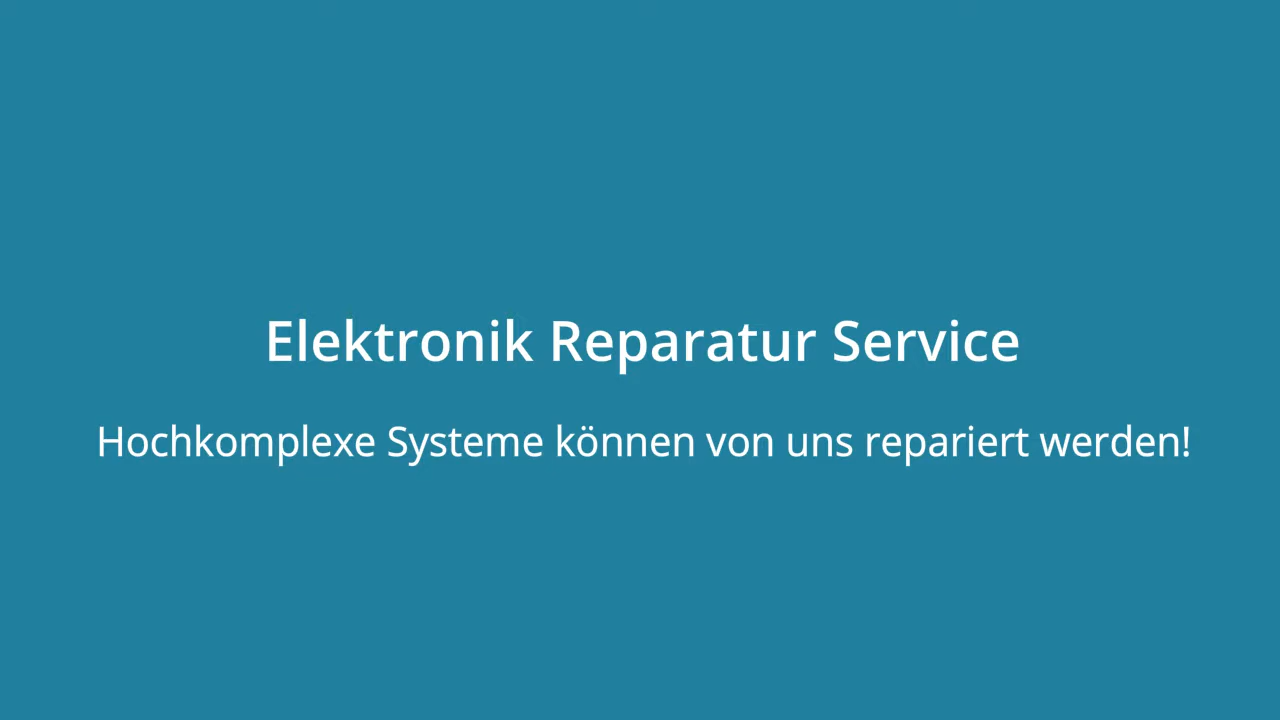 Elektronik Reparatur Service
Hochkomplexe Systeme können von uns repariert werden!